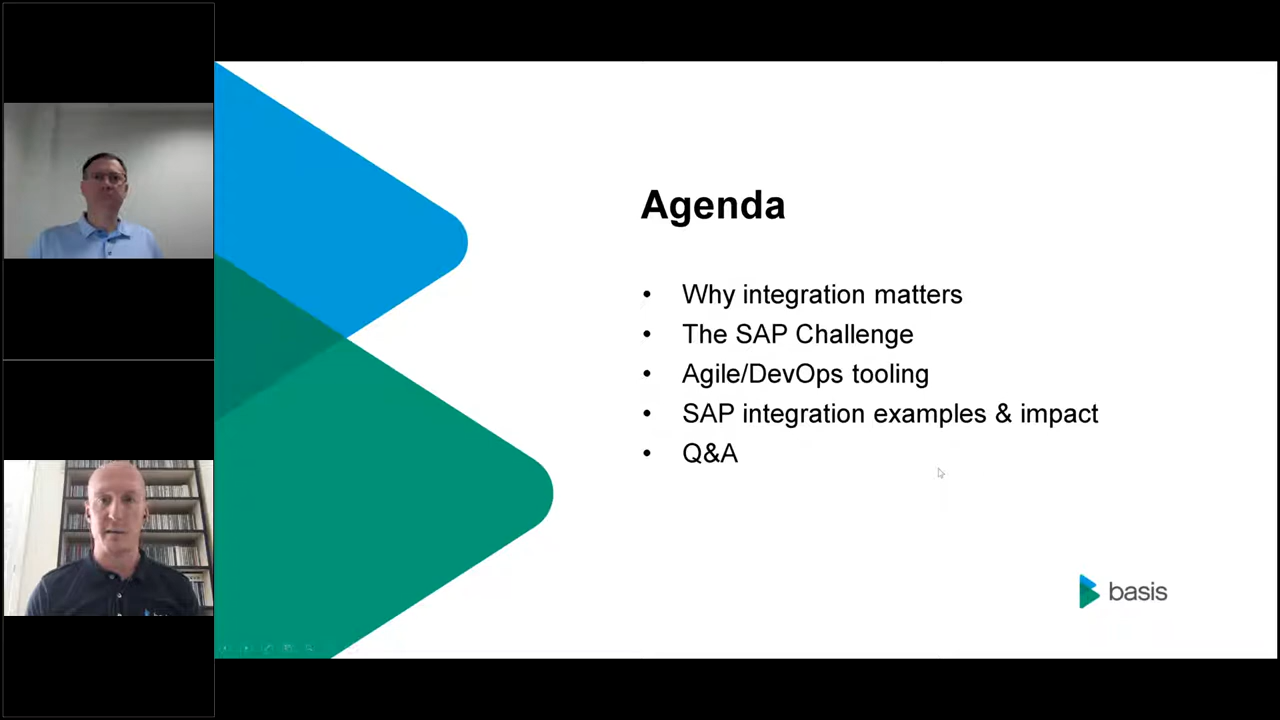 Agenda
• Why integration matters
• The SAP Challenge
• Agile/DevOps tooling
• SAP integration examples & impact
• Q&A
basis